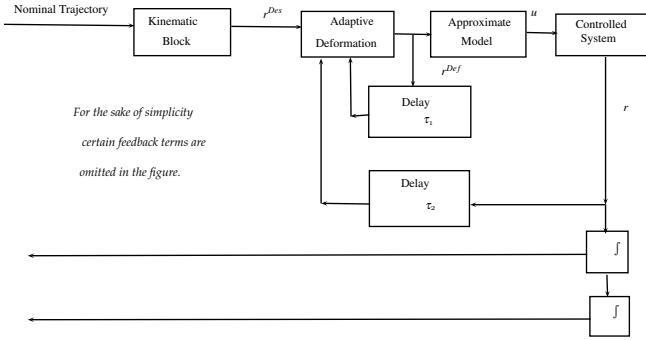 Nominal Trajectory
Kinematic
Block
r^Des
Adaptive
Deformation
r^Def
Approximate
Model
u
Controlled
System
r
Delay
τ₁
Delay
τ₂
For the sake of simplicity
certain feedback terms are
omitted in the figure.
∫
∫